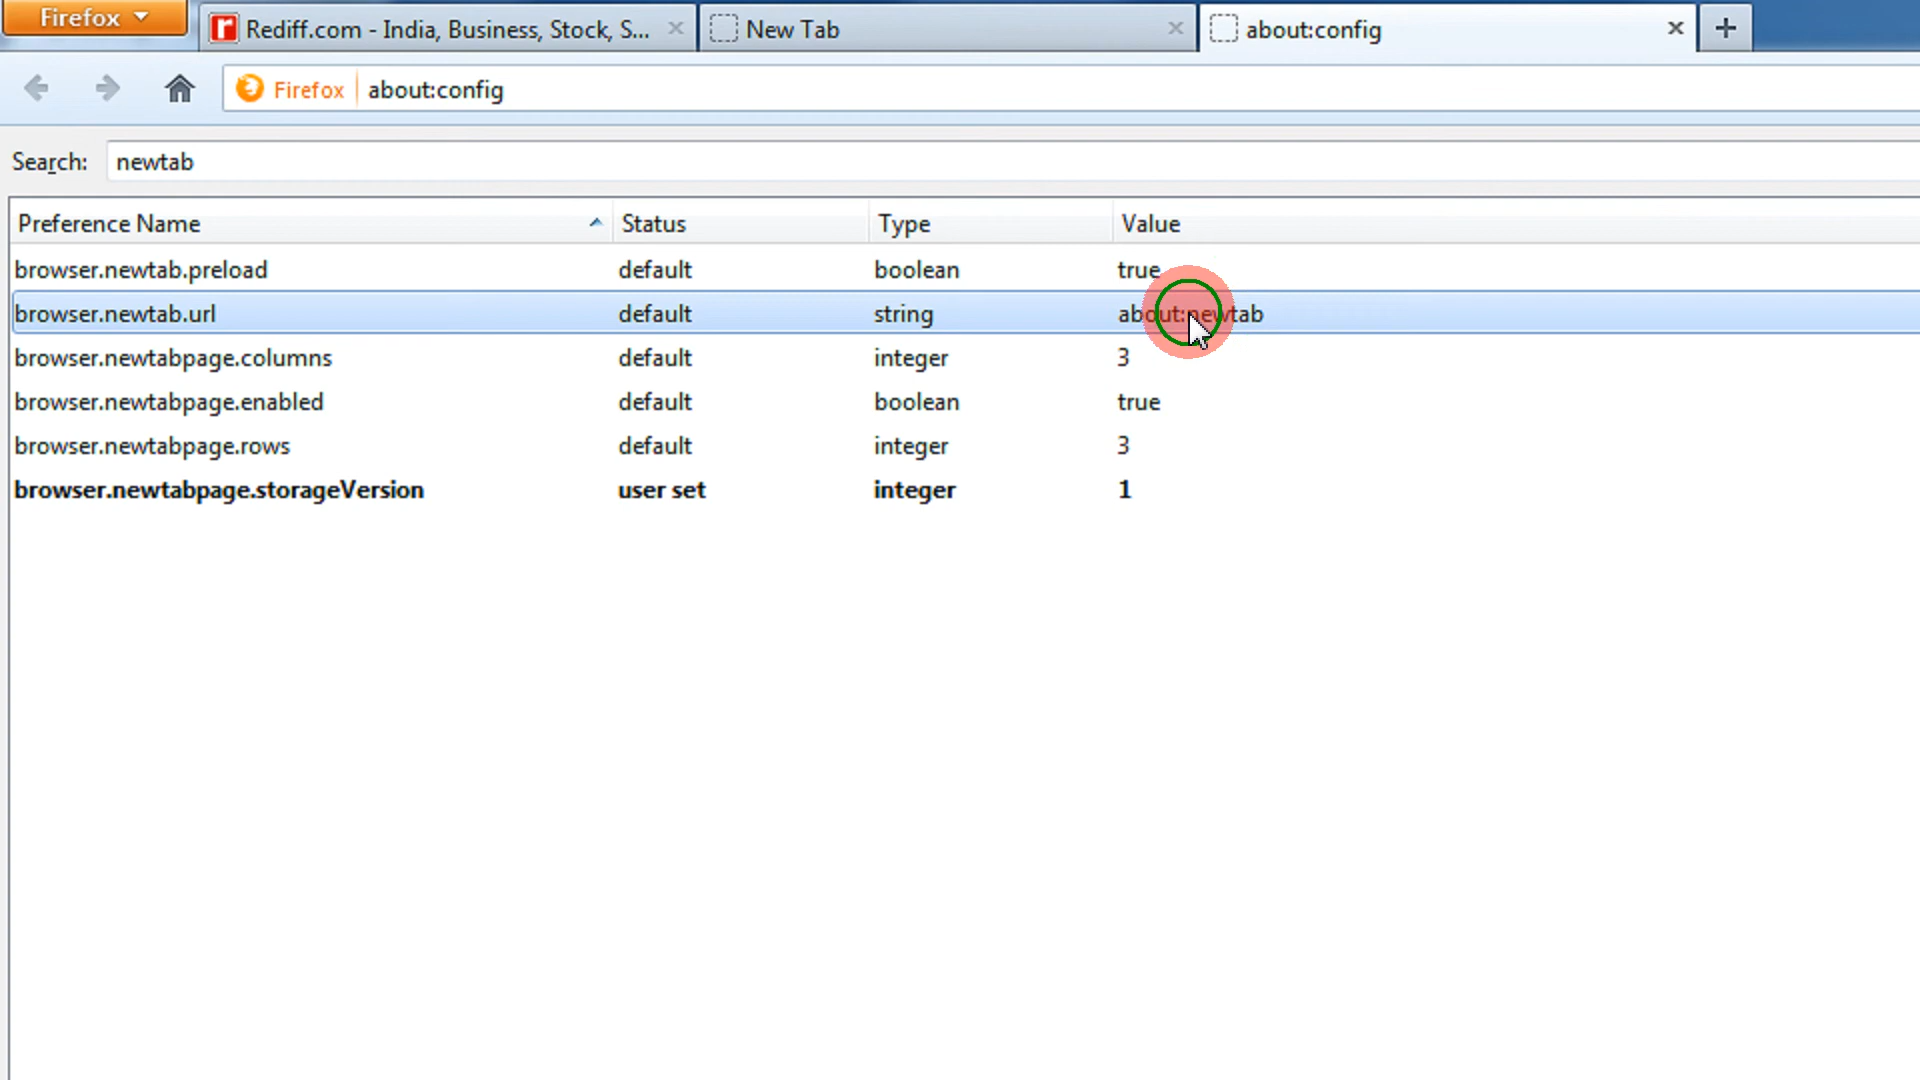 Firefox
Rediff.com - India, Business, Stock, S...
New Tab
about:config
Firefox about:config
Search: newtab
Preference Name Status Type Value
browser.newtab.preload default boolean true
browser.newtab.url default string about:newtab
browser.newtabpage.columns default integer 3
browser.newtabpage.enabled default boolean true
browser.newtabpage.rows default integer 3
browser.newtabpage.storageVersion user set integer 1